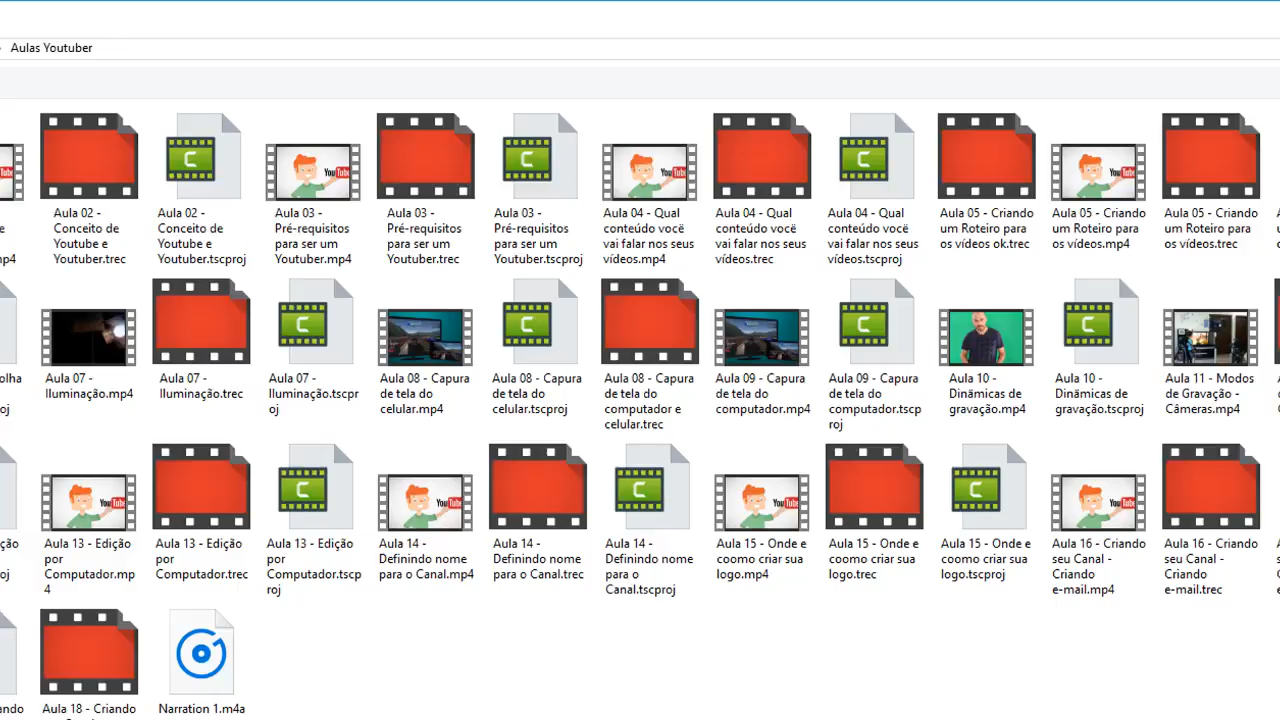 Aulas Youtuber
e
mp4
Aula 02 -
Conceito de
Youtube e
Youtuber.trec
Aula 02 -
Conceito de
Youtube e
Youtuber.tscproj
Aula 03 -
Pré-requisitos
para ser um
Youtuber.mp4
Aula 03 -
Pré-requisitos
para ser um
Youtuber.trec
Aula 03 -
Pré-requisitos
para ser um
Youtuber.tscproj
Aula 04 - Qual
conteúdo você
vai falar nos seus
vídeos.mp4
Aula 04 - Qual
conteúdo você
vai falar nos seus
vídeos.trec
Aula 04 - Qual
conteúdo você
vai falar nos seus
vídeos.tscproj
Aula 05 - Criando
um Roteiro para
os vídeos ok.trec
Aula 05 - Criando
um Roteiro para
os vídeos.mp4
Aula 05 - Criando
um Roteiro para
os vídeos.trec
olha
oj
Aula 07 -
Iluminação.mp4
Aula 07 -
Iluminação.trec
Aula 07 -
Iluminação.tscpr
oj
Aula 08 - Capura
de tela do
celular.mp4
Aula 08 - Capura
de tela do
celular.tscproj
Aula 08 - Capura
de tela do
computador e
celular.trec
Aula 09 - Capura
de tela do
computador.mp4
Aula 09 - Capura
de tela do
computador.tscp
roj
Aula 10 -
Dinãmicas de
gravação.mp4
Aula 10 -
Dinãmicas de
gravação.tscproj
Aula 11 - Modos
de Gravação -
Câmeras.mp4
ção
oj
Aula 13 - Edição
por
Computador.mp
4
Aula 13 - Edição
por
Computador.trec
Aula 13 - Edição
por
Computador.tscp
roj
Aula 14 -
Definindo nome
para o Canal.mp4
Aula 14 -
Definindo nome
para o Canal.trec
Aula 14 -
Definindo nome
para o
Canal.tscproj
Aula 15 - Onde e
coomo criar sua
logo.mp4
Aula 15 - Onde e
coomo criar sua
logo.trec
Aula 15 - Onde e
coomo criar sua
logo.tscproj
Aula 16 - Criando
seu Canal -
Criando
e-mail.mp4
Aula 16 - Criando
seu Canal -
Criando
e-mail.trec
ando
Aula 18 - Criando
Narration 1.m4a